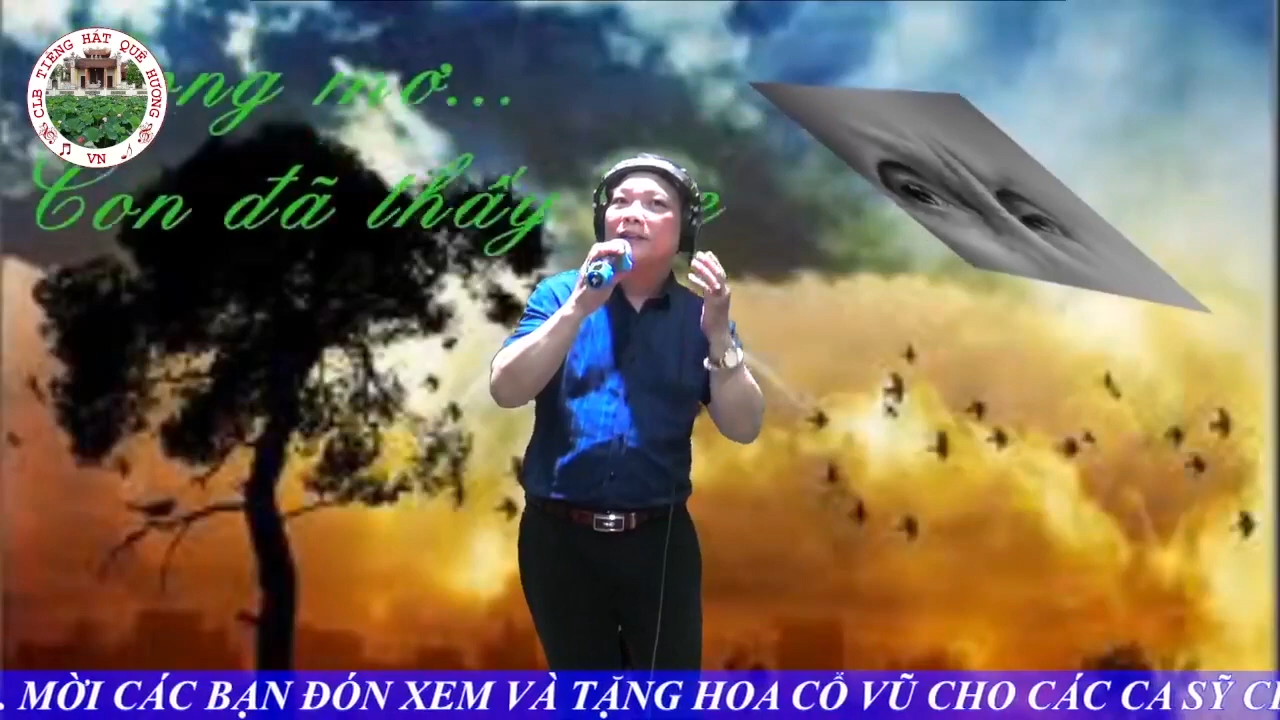 CLB TIẾNG HÁT QUÊ HƯƠNG
VN
mơ...
Con đã thấy
. MỜI CÁC BẠN ĐÓN XEM VÀ TẶNG HOA CỔ VŨ CHO CÁC CA SỸ